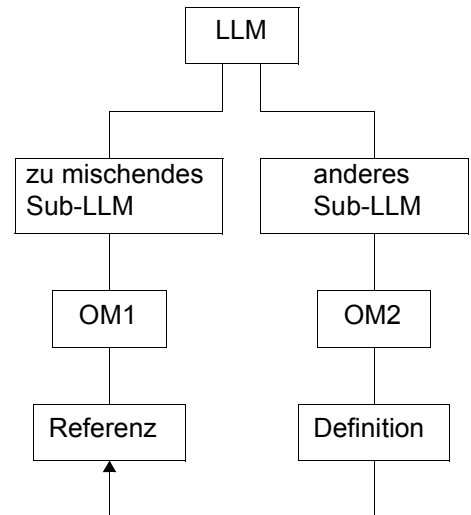 LLM
zu mischendes
Sub-LLM
anderes
Sub-LLM
OM1
OM2
Referenz
Definition